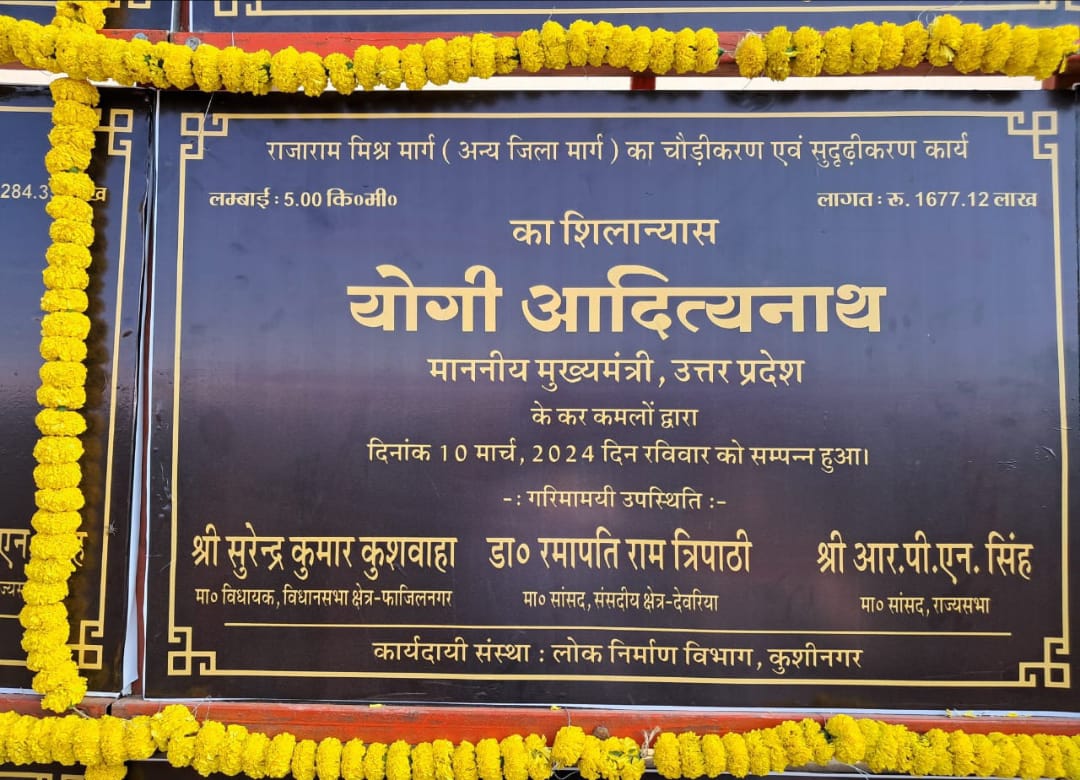 राजाराम मिश्र मार्ग ( अन्य जिला मार्ग ) का चौड़ीकरण एवं सुदृढ़ीकरण कार्य
लम्बाई : 5.00 कि०मी० लागत : रु. 1677.12 लाख
का शिलान्यास
योगी आदित्यनाथ
माननीय मुख्यमंत्री, उत्तर प्रदेश
के कर कमलों द्वारा
दिनांक 10 मार्च, 2024 दिन रविवार को सम्पन्न हुआ।
-: गरिमामयी उपस्थिति :-
श्री सुरेन्द्र कुमार कुशवाहा डा० रमापति राम त्रिपाठी श्री आर.पी.एन. सिंह
मा० विधायक, विधानसभा क्षेत्र-फाजिलनगर मा० सांसद, संसदीय क्षेत्र-देवरिया मा० सांसद, राज्यसभा
कार्यदायी संस्था : लोक निर्माण विभाग, कुशीनगर